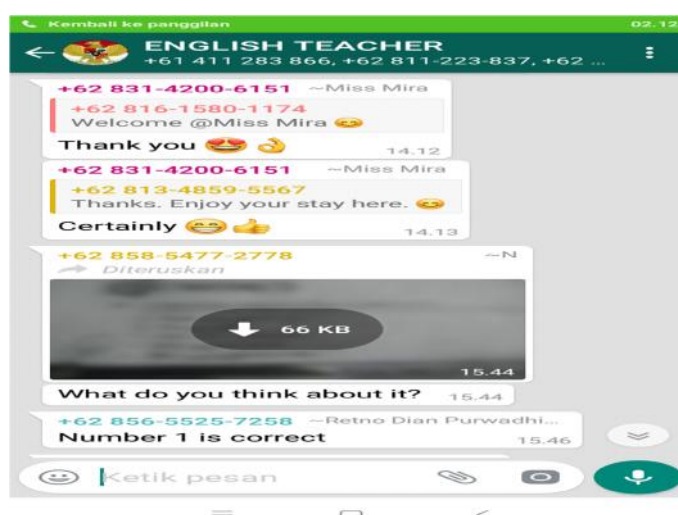 Kembali ke panggilan 02.12
ENGLISH TEACHER
+61 411 283 866, +62 811-223-837, +62 ...
+62 831-4200-6151 ~Miss Mira
+62 816-1580-1174
Welcome @Miss Mira 😊
Thank you 😍👌 14.12
+62 831-4200-6151 ~Miss Mira
+62 813-4859-5567
Thanks. Enjoy your stay here. 😊
Certainly 😁👍 14.13
+62 858-5477-2778 ~N
Diteruskan
66 KB
15.44
What do you think about it? 15.44
+62 856-5525-7258 ~Retno Dian Purwadhi...
Number 1 is correct 15.46
Ketik pesan